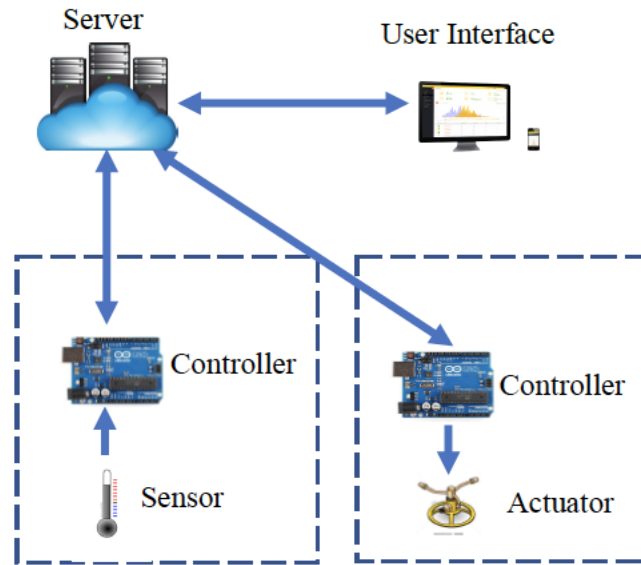 Server
User Interface
Controller
Controller
Sensor
Actuator